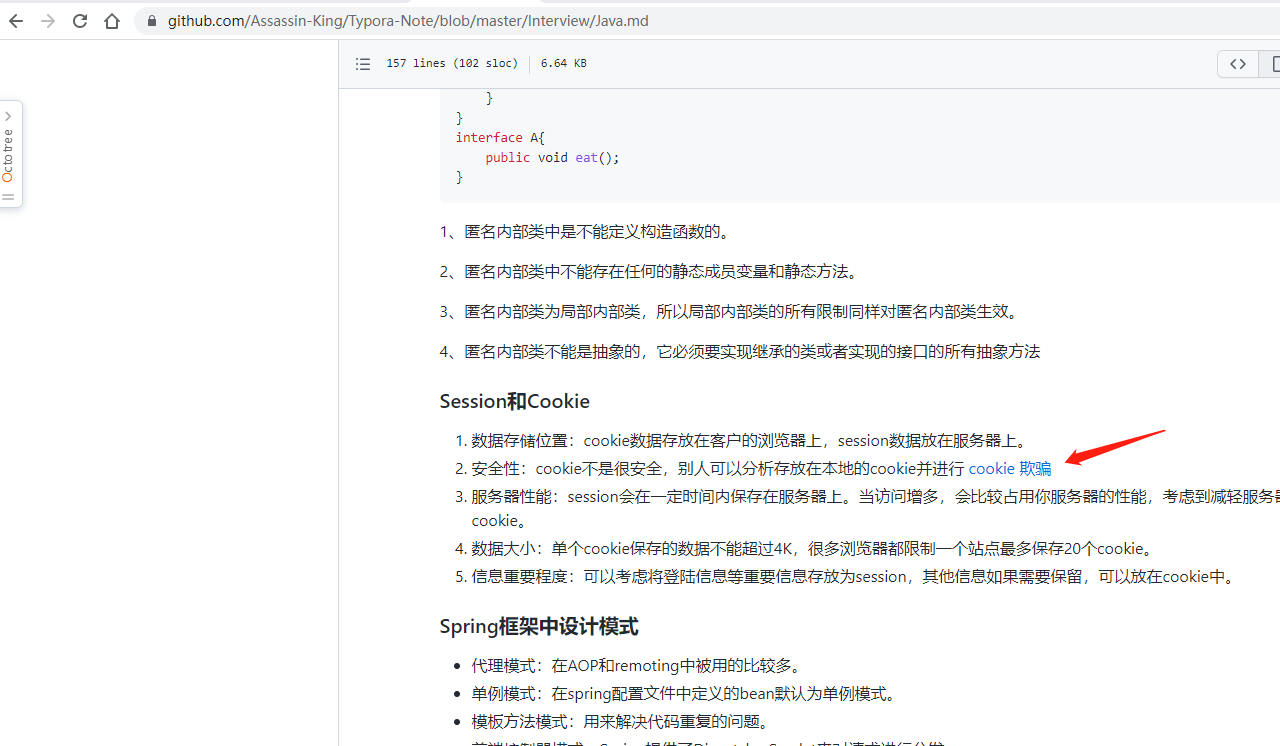 github.com/Assassin-King/Typora-Note/blob/master/Interview/Java.md
157 lines (102 sloc) 6.64 KB
Octotree
}
}
interface A{
public void eat();
}
1、匿名内部类中是不能定义构造函数的。
2、匿名内部类中不能存在任何的静态成员变量和静态方法。
3、匿名内部类为局部内部类，所以局部内部类的所有限制同样对匿名内部类生效。
4、匿名内部类不能是抽象的，它必须要实现继承的类或者实现的接口的所有抽象方法
Session和Cookie
1. 数据存储位置：cookie数据存放在客户的浏览器上，session数据放在服务器上。
2. 安全性：cookie不是很安全，别人可以分析存放在本地的cookie并进行 cookie 欺骗
3. 服务器性能：session会在一定时间内保存在服务器上。当访问增多，会比较占用你服务器的性能，考虑到减轻服务器
cookie。
4. 数据大小：单个cookie保存的数据不能超过4K，很多浏览器都限制一个站点最多保存20个cookie。
5. 信息重要程度：可以考虑将登陆信息等重要信息存放为session，其他信息如果需要保留，可以放在cookie中。
Spring框架中设计模式
代理模式：在AOP和remoting中被用的比较多。
单例模式：在spring配置文件中定义的bean默认为单例模式。
模板方法模式：用来解决代码重复的问题。